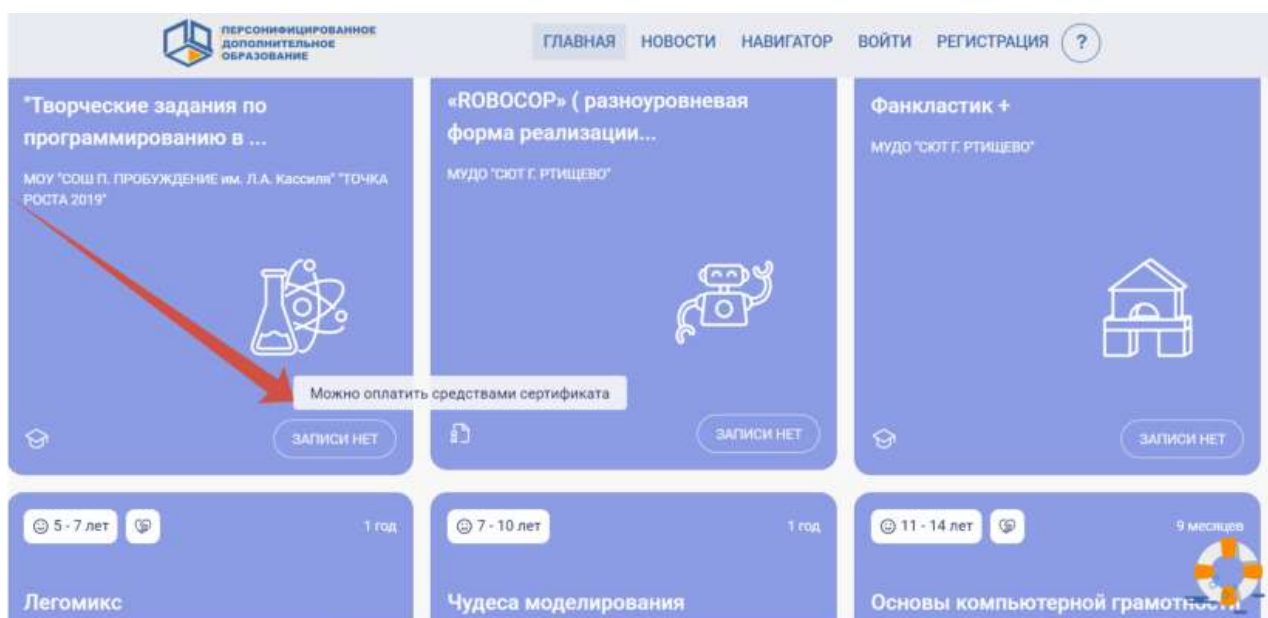 ПЕРСОНИФИЦИРОВАННОЕ
ДОПОЛНИТЕЛЬНОЕ
ОБРАЗОВАНИЕ
ГЛАВНАЯ НОВОСТИ НАВИГАТОР ВОЙТИ РЕГИСТРАЦИЯ ?
"Творческие задания по
программированию в ...
МОУ "СОШ П. ПРОБУЖДЕНИЕ им. Л.А. Кассиля" "ТОЧКА
РОСТА 2019"
ЗАПИСИ НЕТ
«ROBOCOP» ( разноуровневая
форма реализации...
МУДО "СЮТ Г. РТИЩЕВО"
Можно оплатить средствами сертификата
ЗАПИСИ НЕТ
Фанкластик +
МУДО "СЮТ Г. РТИЩЕВО"
ЗАПИСИ НЕТ
5 - 7 лет 1 год
Легомикс
7 - 10 лет 1 год
Чудеса моделирования
11 - 14 лет 9 месяцев
Основы компьютерной грамотности